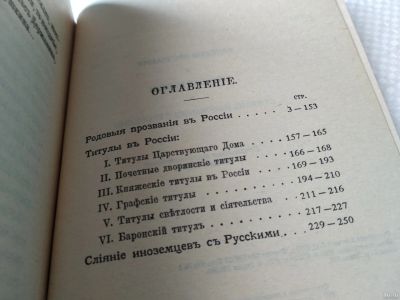 ОГЛАВЛЕНІЕ.
стр.
Родовыя прозванія въ Россіи . . . . . 3—153
Титулы въ Россіи:
I. Титулы Царствующаго Дома . . . . 157—165
II. Почетные дворянскіе титулы . . . . 166—168
III. Княжескіе титулы въ Россіи . . . . 169—193
IV. Графскіе титулы . . . . . . 194—210
V. Титулы свѣтлости и сіятельства . . . . 211—216
VI. Баронскій титулъ . . . . . . 217—227
Сліяніе иноземцевъ съ Русскими . . . . . 229—250